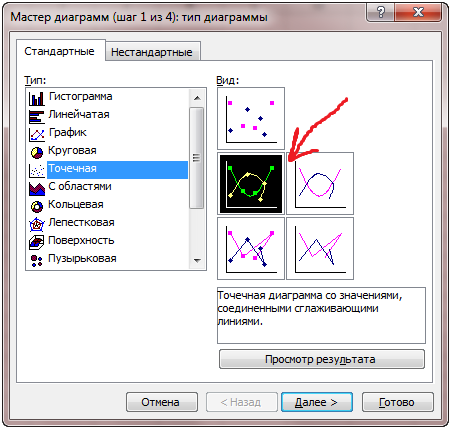 Мастер диаграмм (шаг 1 из 4): тип диаграммы
Стандартные
Нестандартные
Тип:
Гистограмма
Линейчатая
График
Круговая
Точечная
С областями
Кольцевая
Лепестковая
Поверхность
Пузырьковая
Вид:
Точечная диаграмма со значениями,
соединенными сглаживающими
линиями.
Просмотр результата
Отмена
< Назад
Далее >
Готово